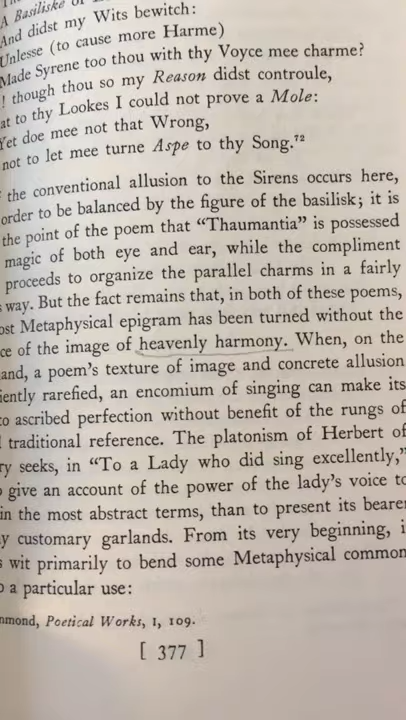 A Basiliske
And didst my Wits bewitch:
Unlesse (to cause more Harme)
Made Syrene too thou with thy Voyce mee charme?
! though thou so my Reason didst controule,
at to thy Lookes I could not prove a Mole:
Yet doe mee not that Wrong,
not to let mee turne Aspe to thy Song.72
the conventional allusion to the Sirens occurs here,
order to be balanced by the figure of the basilisk; it is
the point of the poem that “Thaumantia” is possessed
magic of both eye and ear, while the compliment
proceeds to organize the parallel charms in a fairly
way. But the fact remains that, in both of these poems,
ost Metaphysical epigram has been turned without the
ce of the image of heavenly harmony. When, on the
and, a poem’s texture of image and concrete allusion
iently rarefied, an encomium of singing can make its
to ascribed perfection without benefit of the rungs of
traditional reference. The platonism of Herbert of
ry seeks, in “To a Lady who did sing excellently,”
give an account of the power of the lady’s voice to
in the most abstract terms, than to present its bearer
y customary garlands. From its very beginning, i
s wit primarily to bend some Metaphysical common
o a particular use:
mmond, Poetical Works, I, 109.
[ 377 ]